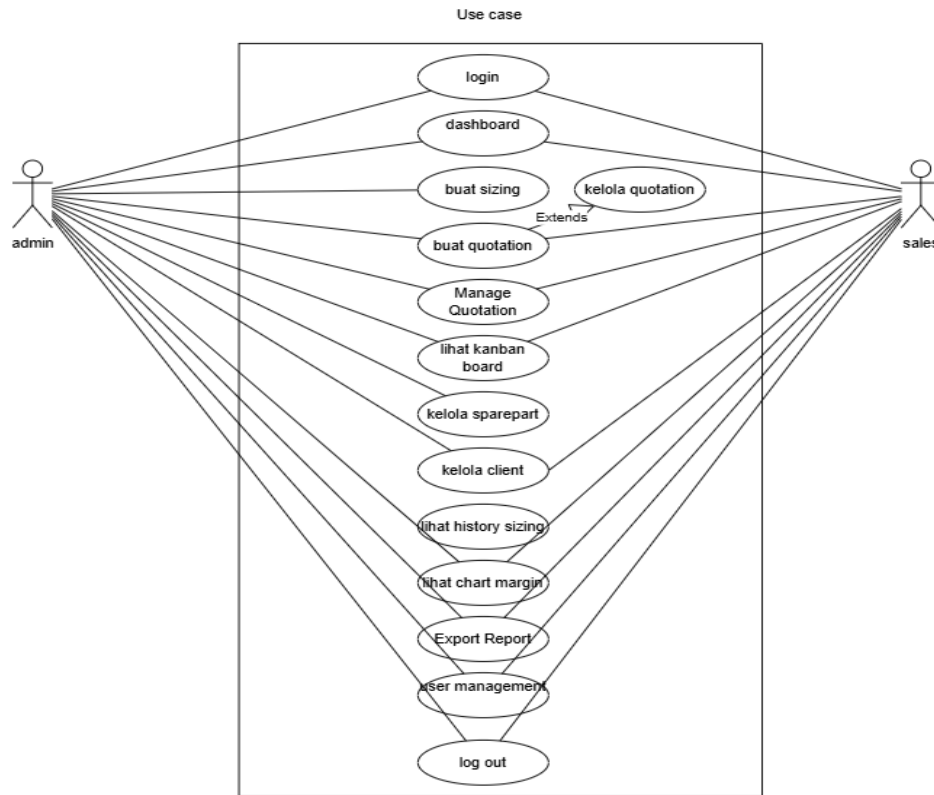 Use case
login
dashboard
buat sizing
kelola quotation
Extends
admin
buat quotation
sales
Manage
Quotation
lihat kanban
board
kelola sparepart
kelola client
lihat history sizing
lihat chart margin
Export Report
user management
log out